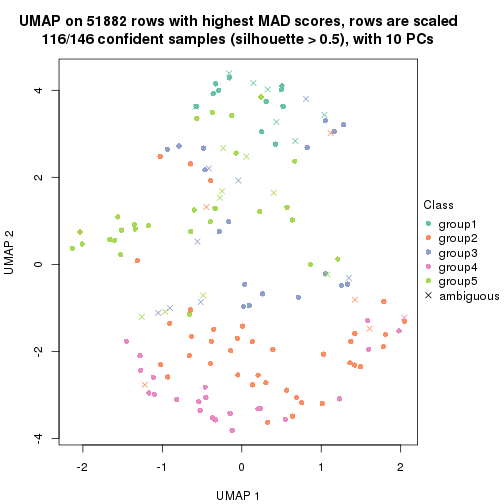 UMAP on 51882 rows with highest MAD scores, rows are scaled
116/146 confident samples (silhouette > 0.5), with 10 PCs
4
2
0
-2
-4
UMAP 2
-2
-1
0
1
2
UMAP 1
Class
group1
group2
group3
group4
group5
ambiguous